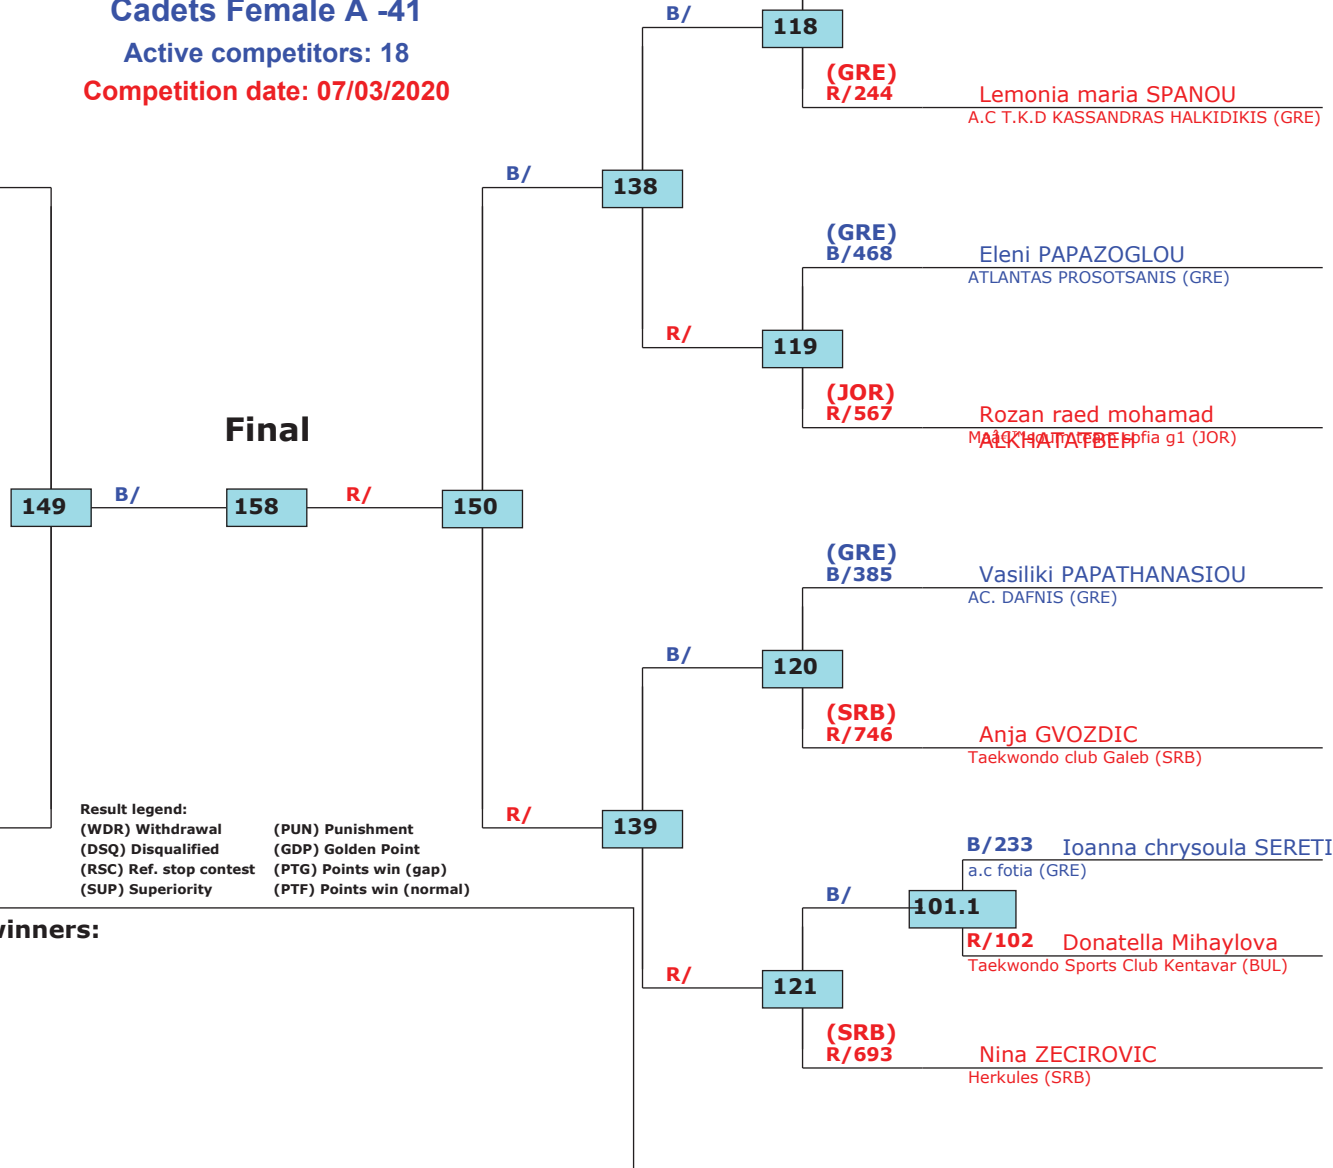 Cadets Female A -41
Active competitors: 18
Competition date: 07/03/2020
B/
118
(GRE)
R/244
Lemonia maria SPANOU
A.C T.K.D KASSANDRAS HALKIDIKIS (GRE)
B/
138
(GRE)
B/468
Eleni PAPAZOGLOU
ATLANTAS PROSOTSANIS (GRE)
R/
119
(JOR)
R/567
Rozan raed mohamad
ALKHATATBEH
sofia g1 (JOR)
Final
149
B/
158
R/
150
(GRE)
B/385
Vasiliki PAPATHANASIOU
AC. DAFNIS (GRE)
B/
120
(SRB)
R/746
Anja GVOZDIC
Taekwondo club Galeb (SRB)
R/
139
Result legend:
(WDR) Withdrawal (PUN) Punishment
(DSQ) Disqualified (GDP) Golden Point
(RSC) Ref. stop contest (PTG) Points win (gap)
(SUP) Superiority (PTF) Points win (normal)
B/233 Ioanna chrysoula SERETI
a.c fotia (GRE)
B/
101.1
R/102 Donatella Mihaylova
Taekwondo Sports Club Kentavar (BUL)
R/
121
(SRB)
R/693
Nina ZECIROVIC
Herkules (SRB)
winners: